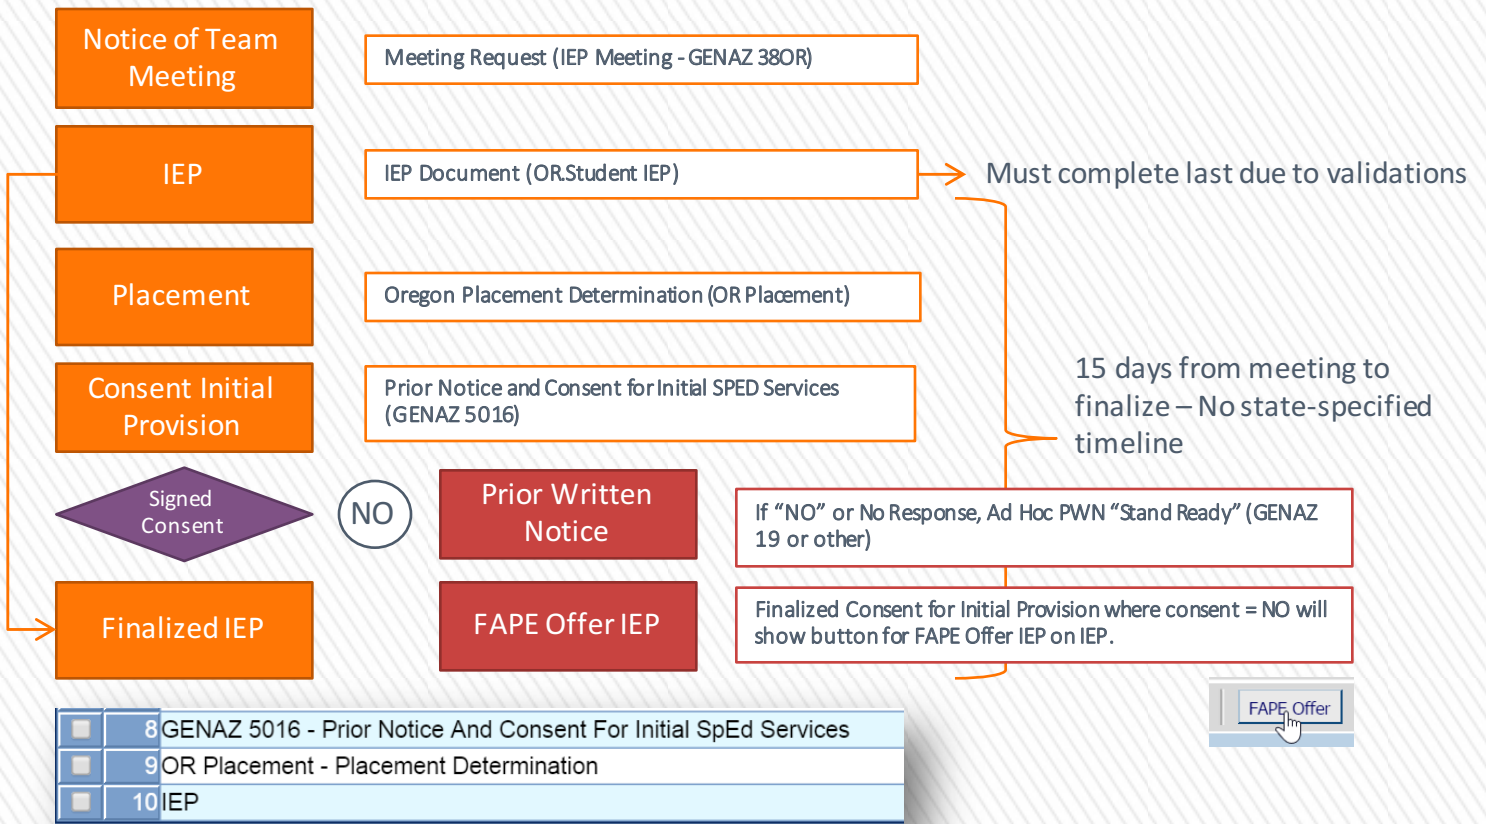 Notice of Team
Meeting
Meeting Request (IEP Meeting - GENAZ 38OR)
IEP
IEP Document (OR.Student IEP)
Must complete last due to validations
Placement
Oregon Placement Determination (OR Placement)
Consent Initial
Provision
Prior Notice and Consent for Initial SPED Services
(GENAZ 5016)
15 days from meeting to
finalize – No state-specified
timeline
Signed
Consent
NO
Prior Written
Notice
If “NO” or No Response, Ad Hoc PWN “Stand Ready” (GENAZ
19 or other)
Finalized IEP
FAPE Offer IEP
Finalized Consent for Initial Provision where consent = NO will
show button for FAPE Offer IEP on IEP.
FAPE Offer
8 GENAZ 5016 - Prior Notice And Consent For Initial SpEd Services
9 OR Placement - Placement Determination
10 IEP